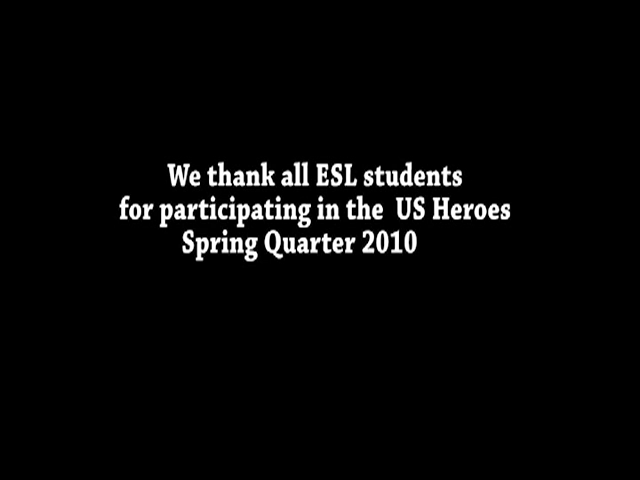 We thank all ESL students
for participating in the US Heroes
Spring Quarter 2010